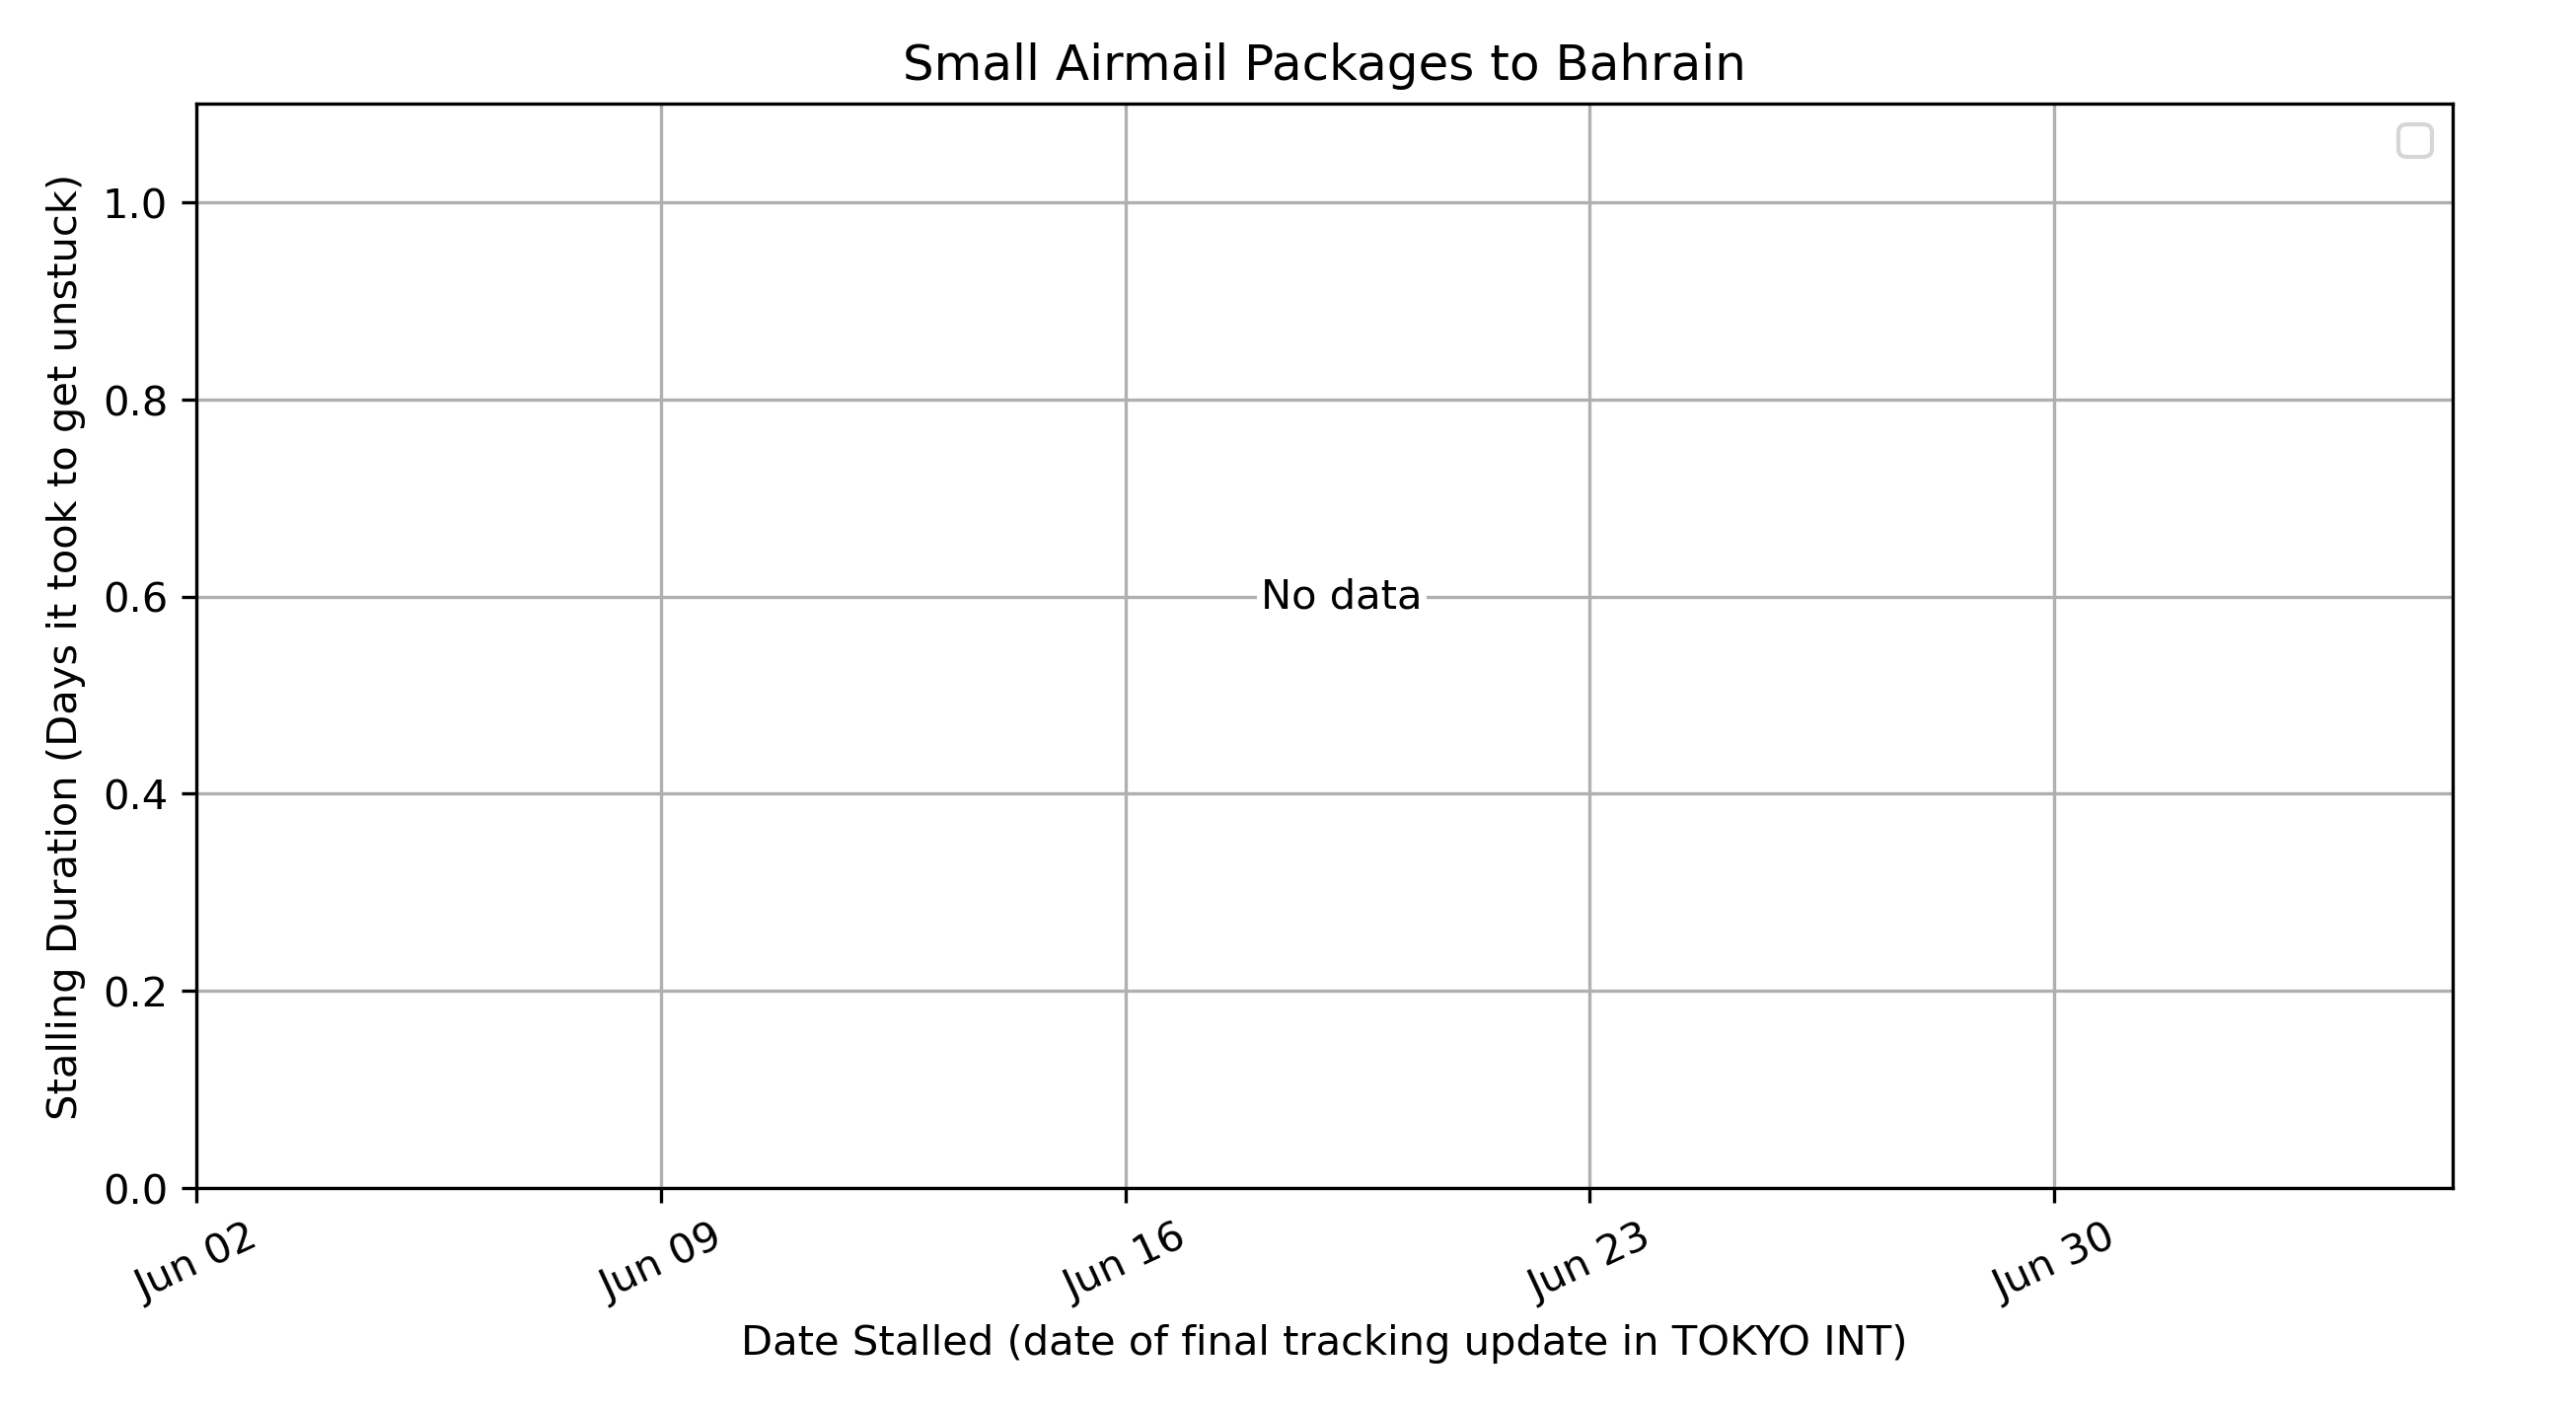 Small Airmail Packages to Bahrain
Stalling Duration (Days it took to get unstuck)
1.0
0.8
0.6
0.4
0.2
0.0
No data
Jun 02
Jun 09
Jun 16
Jun 23
Jun 30
Date Stalled (date of final tracking update in TOKYO INT)